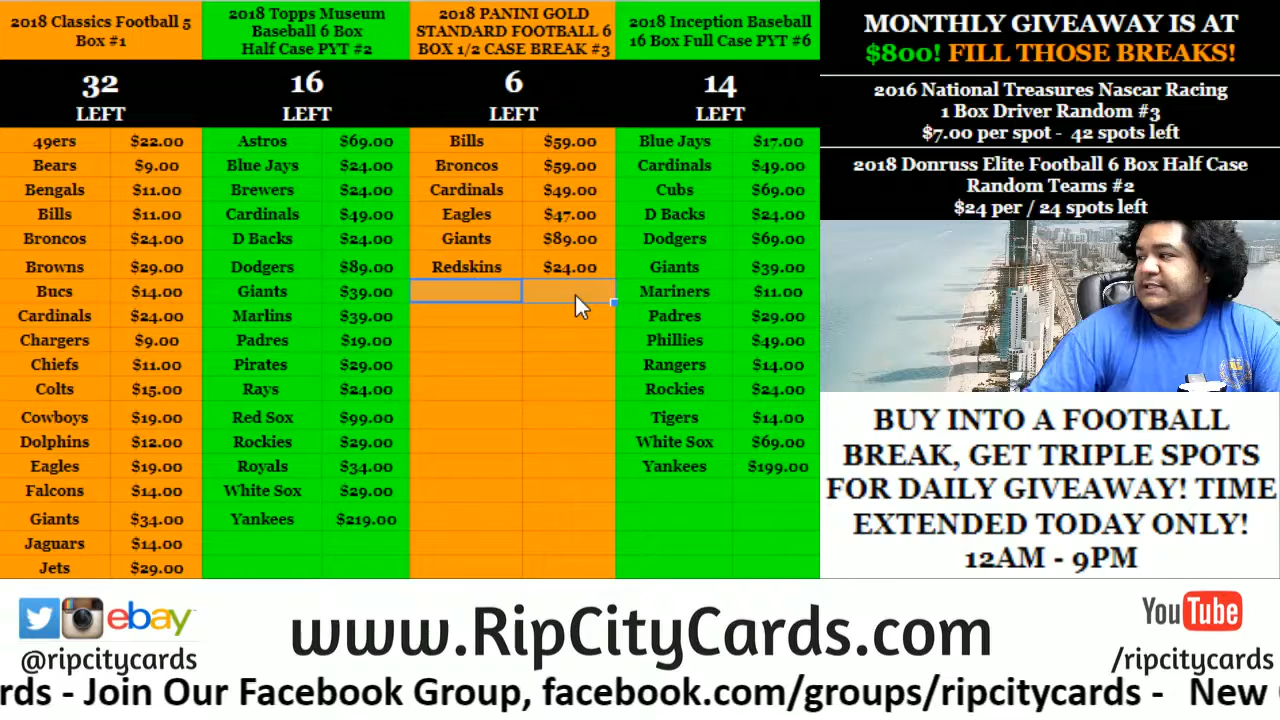 2018 Classics Football 5
Box #1
32
LEFT
49ers $22.00
Bears $9.00
Bengals $11.00
Bills $11.00
Broncos $24.00
Browns $29.00
Bucs $14.00
Cardinals $24.00
Chargers $9.00
Chiefs $11.00
Colts $15.00
Cowboys $19.00
Dolphins $12.00
Eagles $19.00
Falcons $14.00
Giants $34.00
Jaguars $14.00
Jets $29.00
2018 Topps Museum
Baseball 6 Box
Half Case PYT #2
16
LEFT
Astros $69.00
Blue Jays $24.00
Brewers $24.00
Cardinals $49.00
D Backs $24.00
Dodgers $89.00
Giants $39.00
Marlins $39.00
Padres $19.00
Pirates $29.00
Rays $24.00
Red Sox $99.00
Rockies $29.00
Royals $34.00
White Sox $29.00
Yankees $219.00
2018 PANINI GOLD
STANDARD FOOTBALL 6
BOX 1/2 CASE BREAK #3
6
LEFT
Bills $59.00
Broncos $59.00
Cardinals $49.00
Eagles $47.00
Giants $89.00
Redskins $24.00
2018 Inception Baseball
16 Box Full Case PYT #6
14
LEFT
Blue Jays $17.00
Cardinals $49.00
Cubs $69.00
D Backs $24.00
Dodgers $69.00
Giants $39.00
Mariners $11.00
Padres $29.00
Phillies $49.00
Rangers $14.00
Rockies $24.00
Tigers $14.00
White Sox $69.00
Yankees $199.00
MONTHLY GIVEAWAY IS AT
$800! FILL THOSE BREAKS!
2016 National Treasures Nascar Racing
1 Box Driver Random #3
$7.00 per spot - 42 spots left
2018 Donruss Elite Football 6 Box Half Case
Random Teams #2
$24 per / 24 spots left
BUY INTO A FOOTBALL
BREAK, GET TRIPLE SPOTS
FOR DAILY GIVEAWAY! TIME
EXTENDED TODAY ONLY!
12AM - 9PM
ebay
@ripcitycards
www.RipCityCards.com
YouTube
/ripcitycards
rds - Join Our Facebook Group, facebook.com/groups/ripcitycards - New